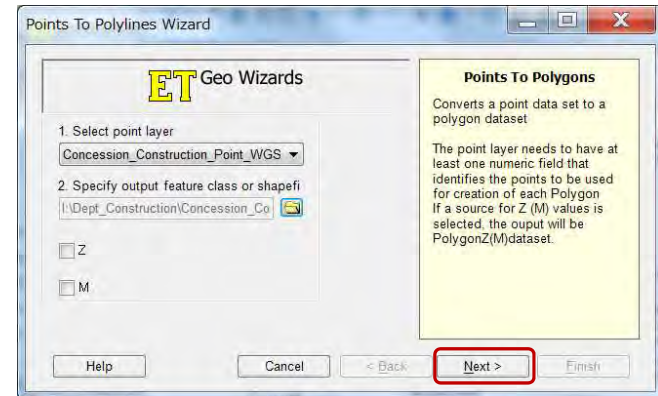 Points To Polylines Wizard
ET Geo Wizards
1. Select point layer
Concession_Construction_Point_WGS
2. Specify output feature class or shapefi
I:\Dept_Construction\Concession_Co
Z
M
Points To Polygons
Converts a point data set to a
polygon dataset
The point layer needs to have at
least one numeric field that
identifies the points to be used
for creation of each Polygon
If a source for Z (M) values is
selected, the ouput will be
PolygonZ(M)dataset.
Help
Cancel
< Back
Next >
Finish